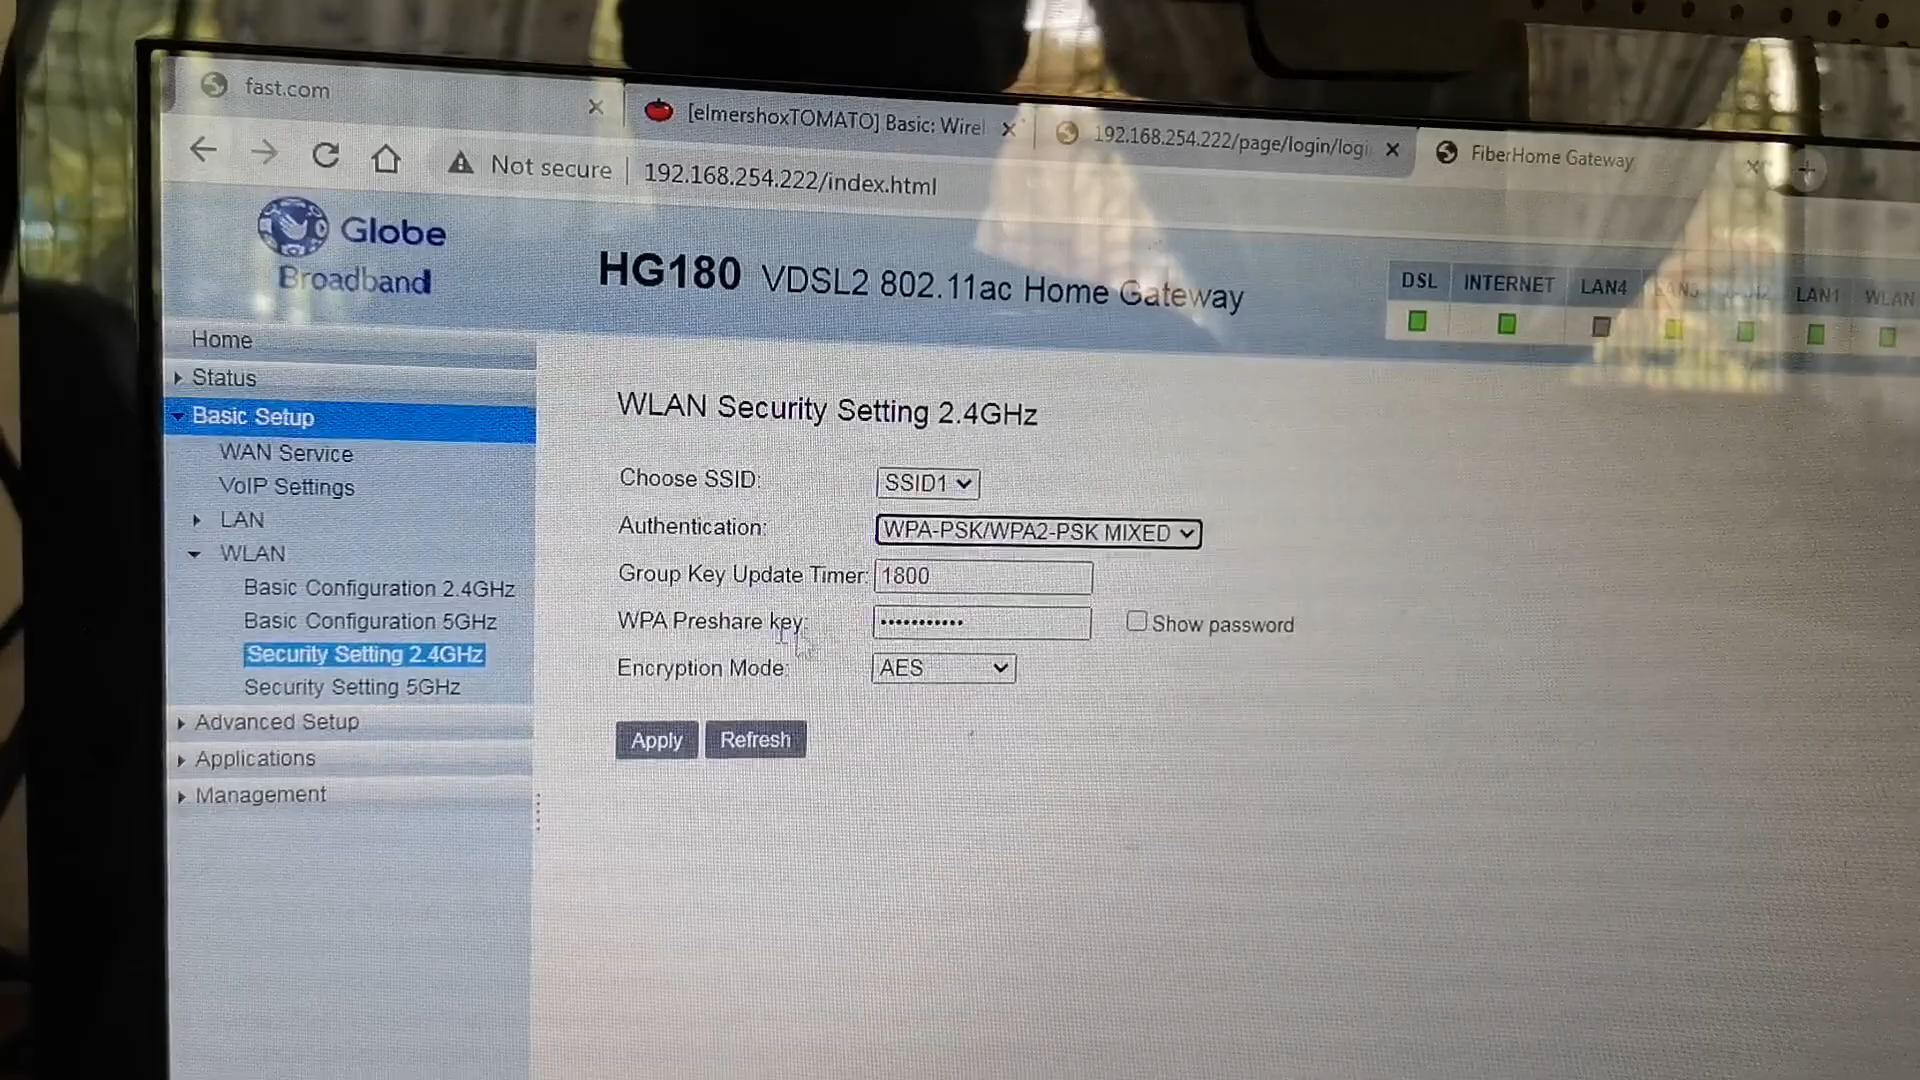 fast.com
[elmershoxTOMATO] Basic: Wirel
192.168.254.222/page/login/logi
FiberHome Gateway
Not secure
192.168.254.222/index.html
Globe
Broadband
HG180 VDSL2 802.11ac Home Gateway
DSL INTERNET LAN4 LAN3 LAN2 LAN1 WLAN
Home
Status
Basic Setup
WAN Service
VoIP Settings
LAN
WLAN
Basic Configuration 2.4GHz
Basic Configuration 5GHz
Security Setting 2.4GHz
Security Setting 5GHz
Advanced Setup
Applications
Management
WLAN Security Setting 2.4GHz
Choose SSID: SSID1
Authentication: WPA-PSK/WPA2-PSK MIXED
Group Key Update Timer: 1800
WPA Preshare key: ••••••••••• Show password
Encryption Mode: AES
Apply Refresh